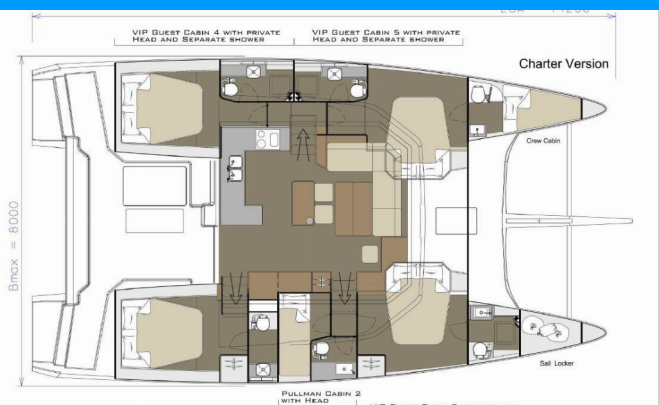 VIP Guest Cabin 4 with private
Head and Separate shower
VIP Guest Cabin 5 with private
Head and Separate shower
Charter Version
Crew Cabin
Bmax = 8000
Sail Locker
Pullman Cabin 2
with Head